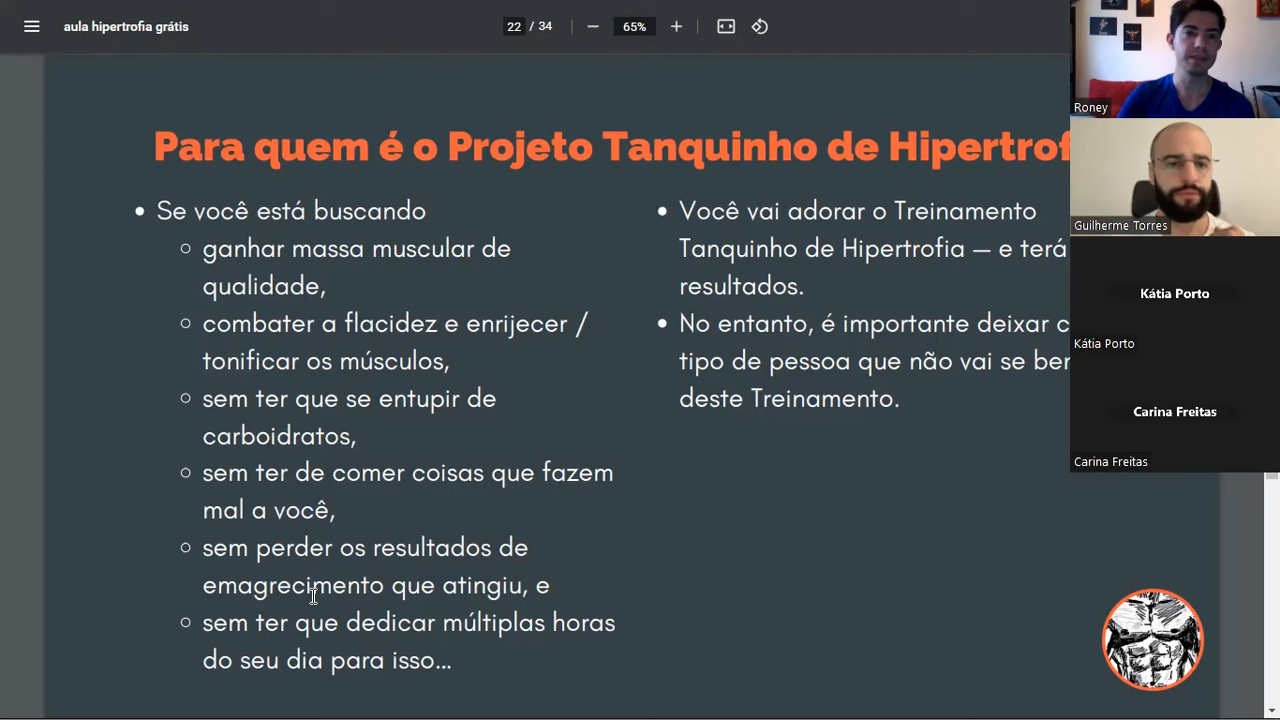 aula hipertrofia grátis
22 / 34
65%
Para quem é o Projeto Tanquinho de Hipertrof
Se você está buscando
ganhar massa muscular de
qualidade,
combater a flacidez e enrijecer /
tonificar os músculos,
sem ter que se entupir de
carboidratos,
sem ter de comer coisas que fazem
mal a você,
sem perder os resultados de
emagrecimento que atingiu, e
sem ter que dedicar múltiplas horas
do seu dia para isso...
Você vai adorar o Treinamento
Tanquinho de Hipertrofia — e terá
resultados.
No entanto, é importante deixar c
tipo de pessoa que não vai se ben
deste Treinamento.
Roney
Guilherme Torres
Kátia Porto
Kátia Porto
Carina Freitas
Carina Freitas